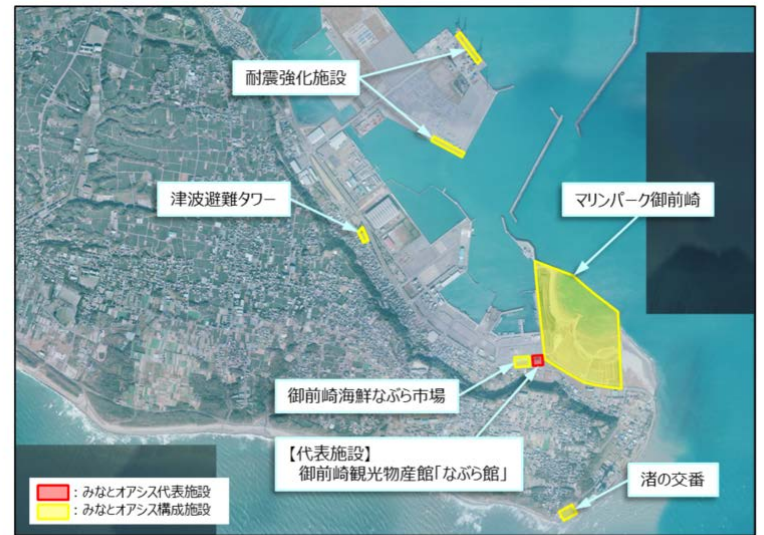 耐震強化施設
津波避難タワー
マリンパーク御前崎
御前崎海鮮なぶら市場
【代表施設】
御前崎観光物産館「なぶら館」
渚の交番
：みなとオアシス代表施設
：みなとオアシス構成施設